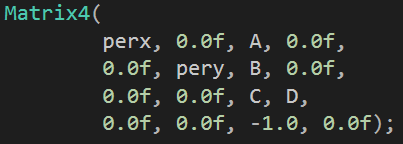 Matrix4(
perx, 0.0f, A, 0.0f,
0.0f, pery, B, 0.0f,
0.0f, 0.0f, C, D,
0.0f, 0.0f, -1.0, 0.0f);